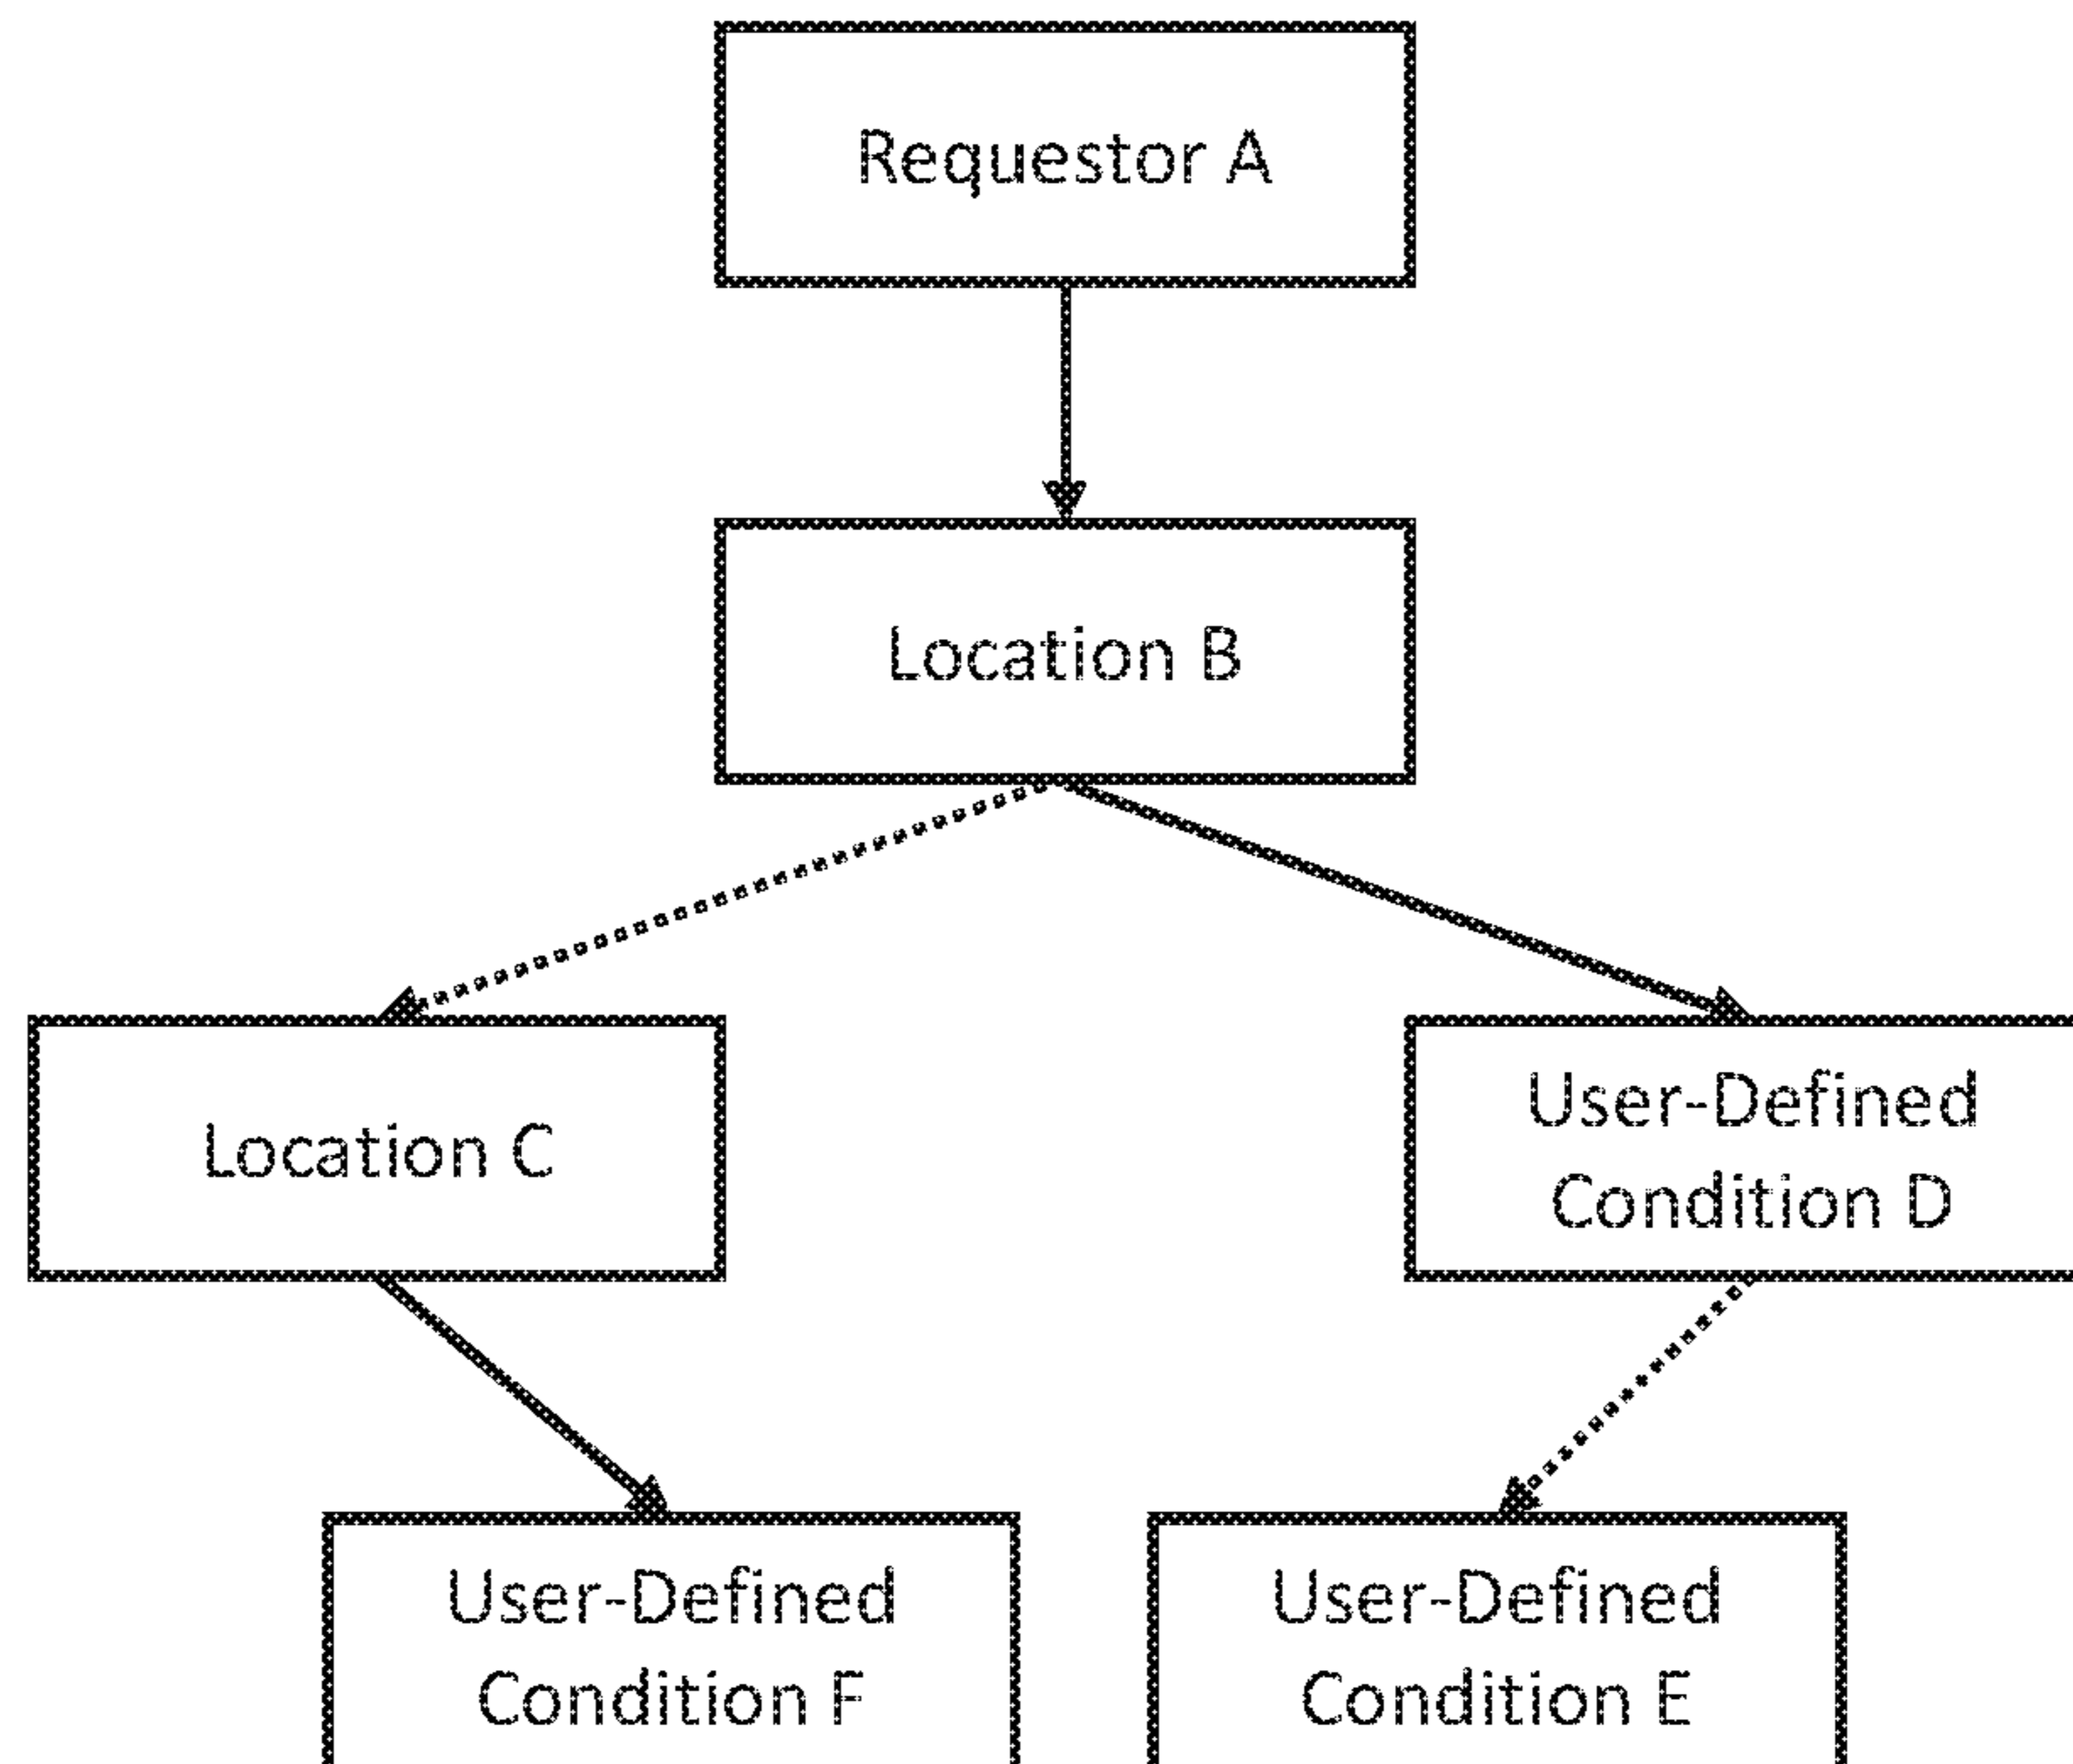 Requestor A
Location B
Location C
User-Defined
Condition D
User-Defined
Condition F
User-Defined
Condition E